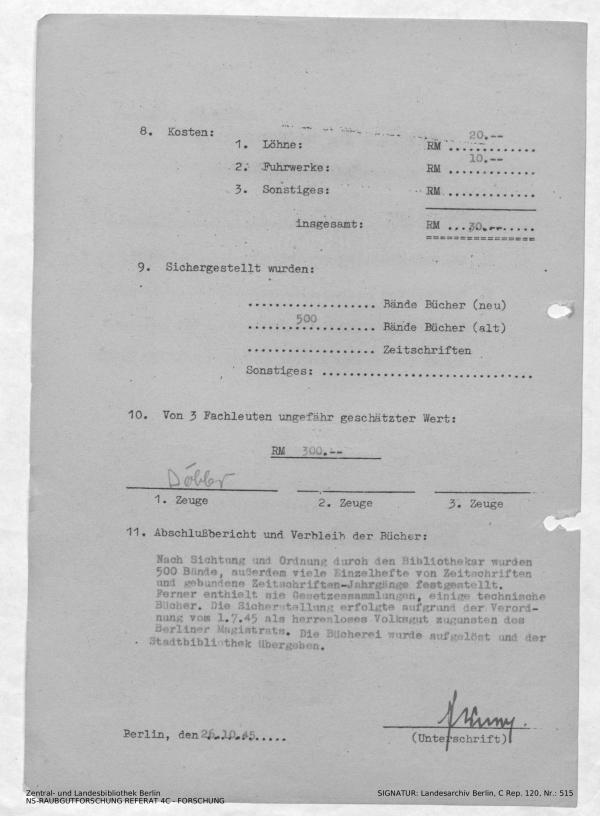 8. Kosten:
1. Löhne: RM 20.--
2. Fuhrwerke: RM 10.--
3. Sonstiges: RM ............
insgesamt: RM ...30.--.....
9. Sichergestellt wurden:
.................. Bände Bücher (neu)
500 Bände Bücher (alt)
.................. Zeitschriften
Sonstiges: ..............................
10. Von 3 Fachleuten ungefähr geschätzter Wert:
RM 300.--
Döbler
1. Zeuge 2. Zeuge 3. Zeuge
11. Abschlußbericht und Verbleib der Bücher:
Nach Sichtung und Ordnung durch den Bibliothekar wurden
500 Bände, außerdem viele Einzelhefte von Zeitschriften
und gebundene Zeitschriften-Jahrgänge festgestellt.
Ferner enthielt sie Gesetzessammlungen, einige technische
Bücher. Die Sicherstellung erfolgte aufgrund der Verord-
nung vom 1.7.45 als herrenloses Volksgut zugunsten des
Berliner Magistrats. Die Bücherei wurde aufgelöst und der
Stadtbibliothek übergeben.
Berlin, den 26.10.45.....
(Unterschrift)
Zentral- und Landesbibliothek Berlin
NS-RAUBGUTFORSCHUNG REFERAT 4C - FORSCHUNG
SIGNATUR: Landesarchiv Berlin, C Rep. 120, Nr.: 515